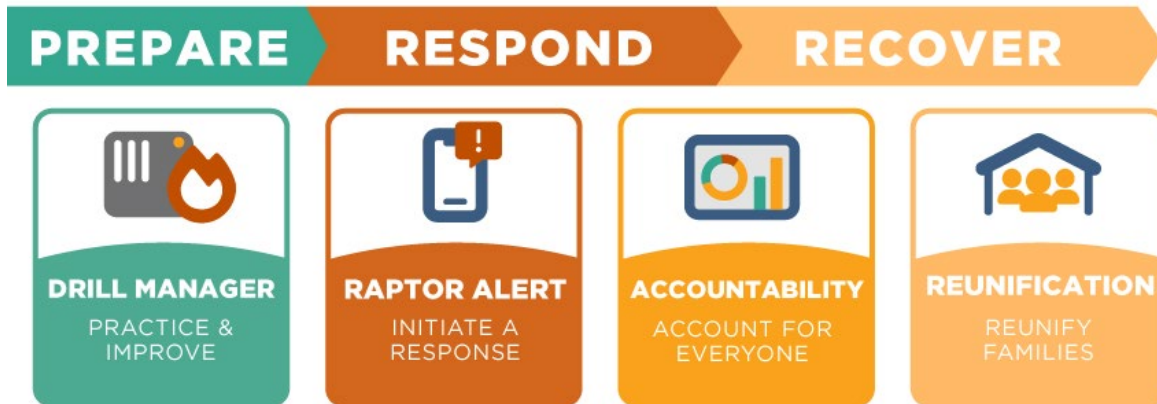 PREPARE
RESPOND
RECOVER
DRILL MANAGER
PRACTICE &
IMPROVE
RAPTOR ALERT
INITIATE A
RESPONSE
ACCOUNTABILITY
ACCOUNT FOR
EVERYONE
REUNIFICATION
REUNIFY
FAMILIES